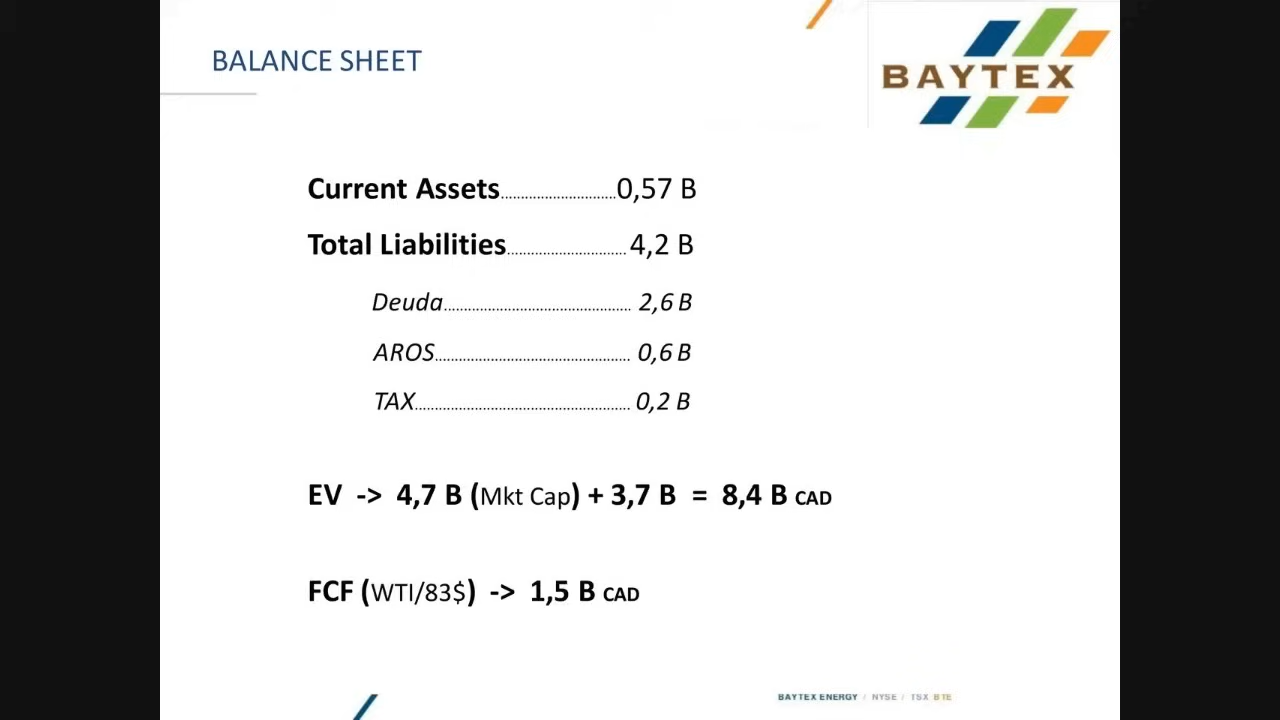 BALANCE SHEET
BAYTEX
Current Assets............................0,57 B
Total Liabilities............................4,2 B
Deuda............................2,6 B
AROS............................0,6 B
TAX............................0,2 B
EV -> 4,7 B (Mkt Cap) + 3,7 B = 8,4 B CAD
FCF (WTI/83$) -> 1,5 B CAD
BAYTEX ENERGY / NYSE / TSX BTE